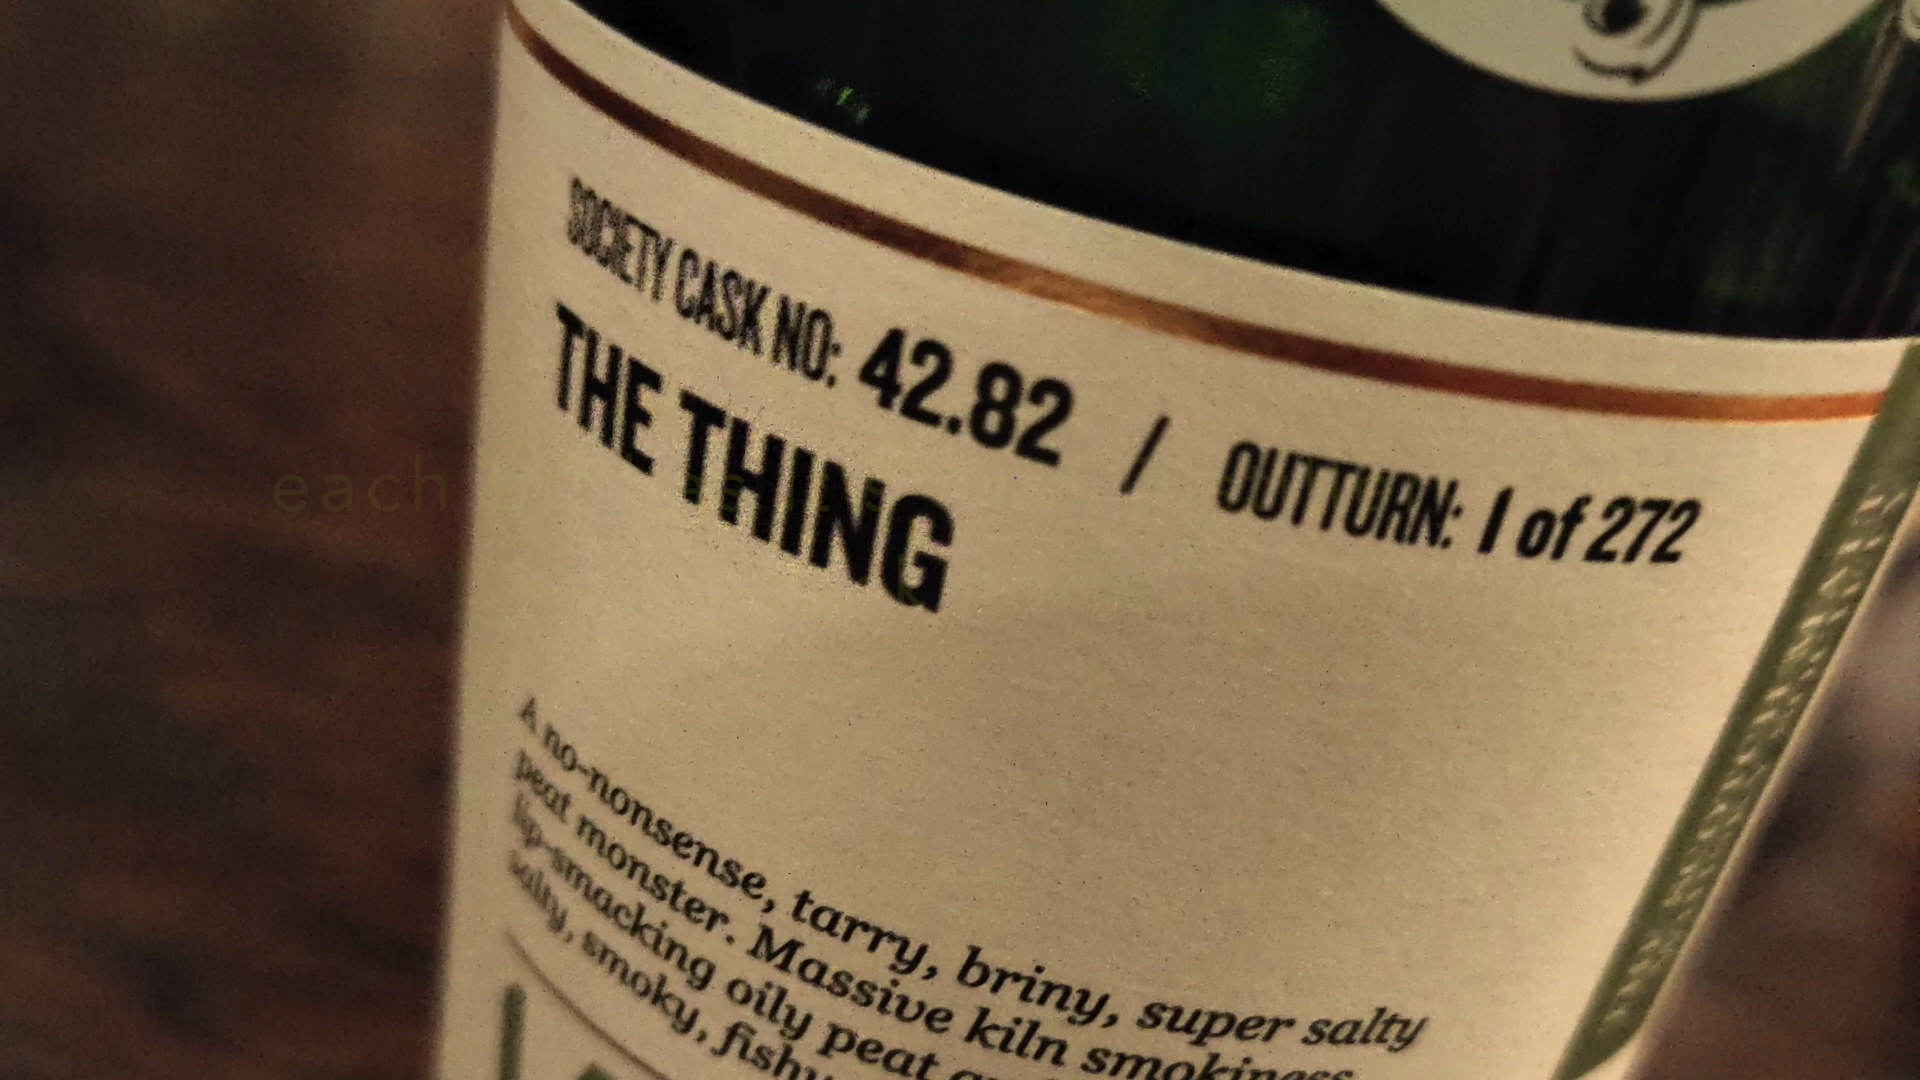 SOCIETY CASK NO: 42.82 / OUTTURN: 1 of 272
THE THING
each
A no-nonsense, tarry, briny, super salty
peat monster. Massive kiln smokiness
lip-smacking oily peat
salty, smoky, fishy